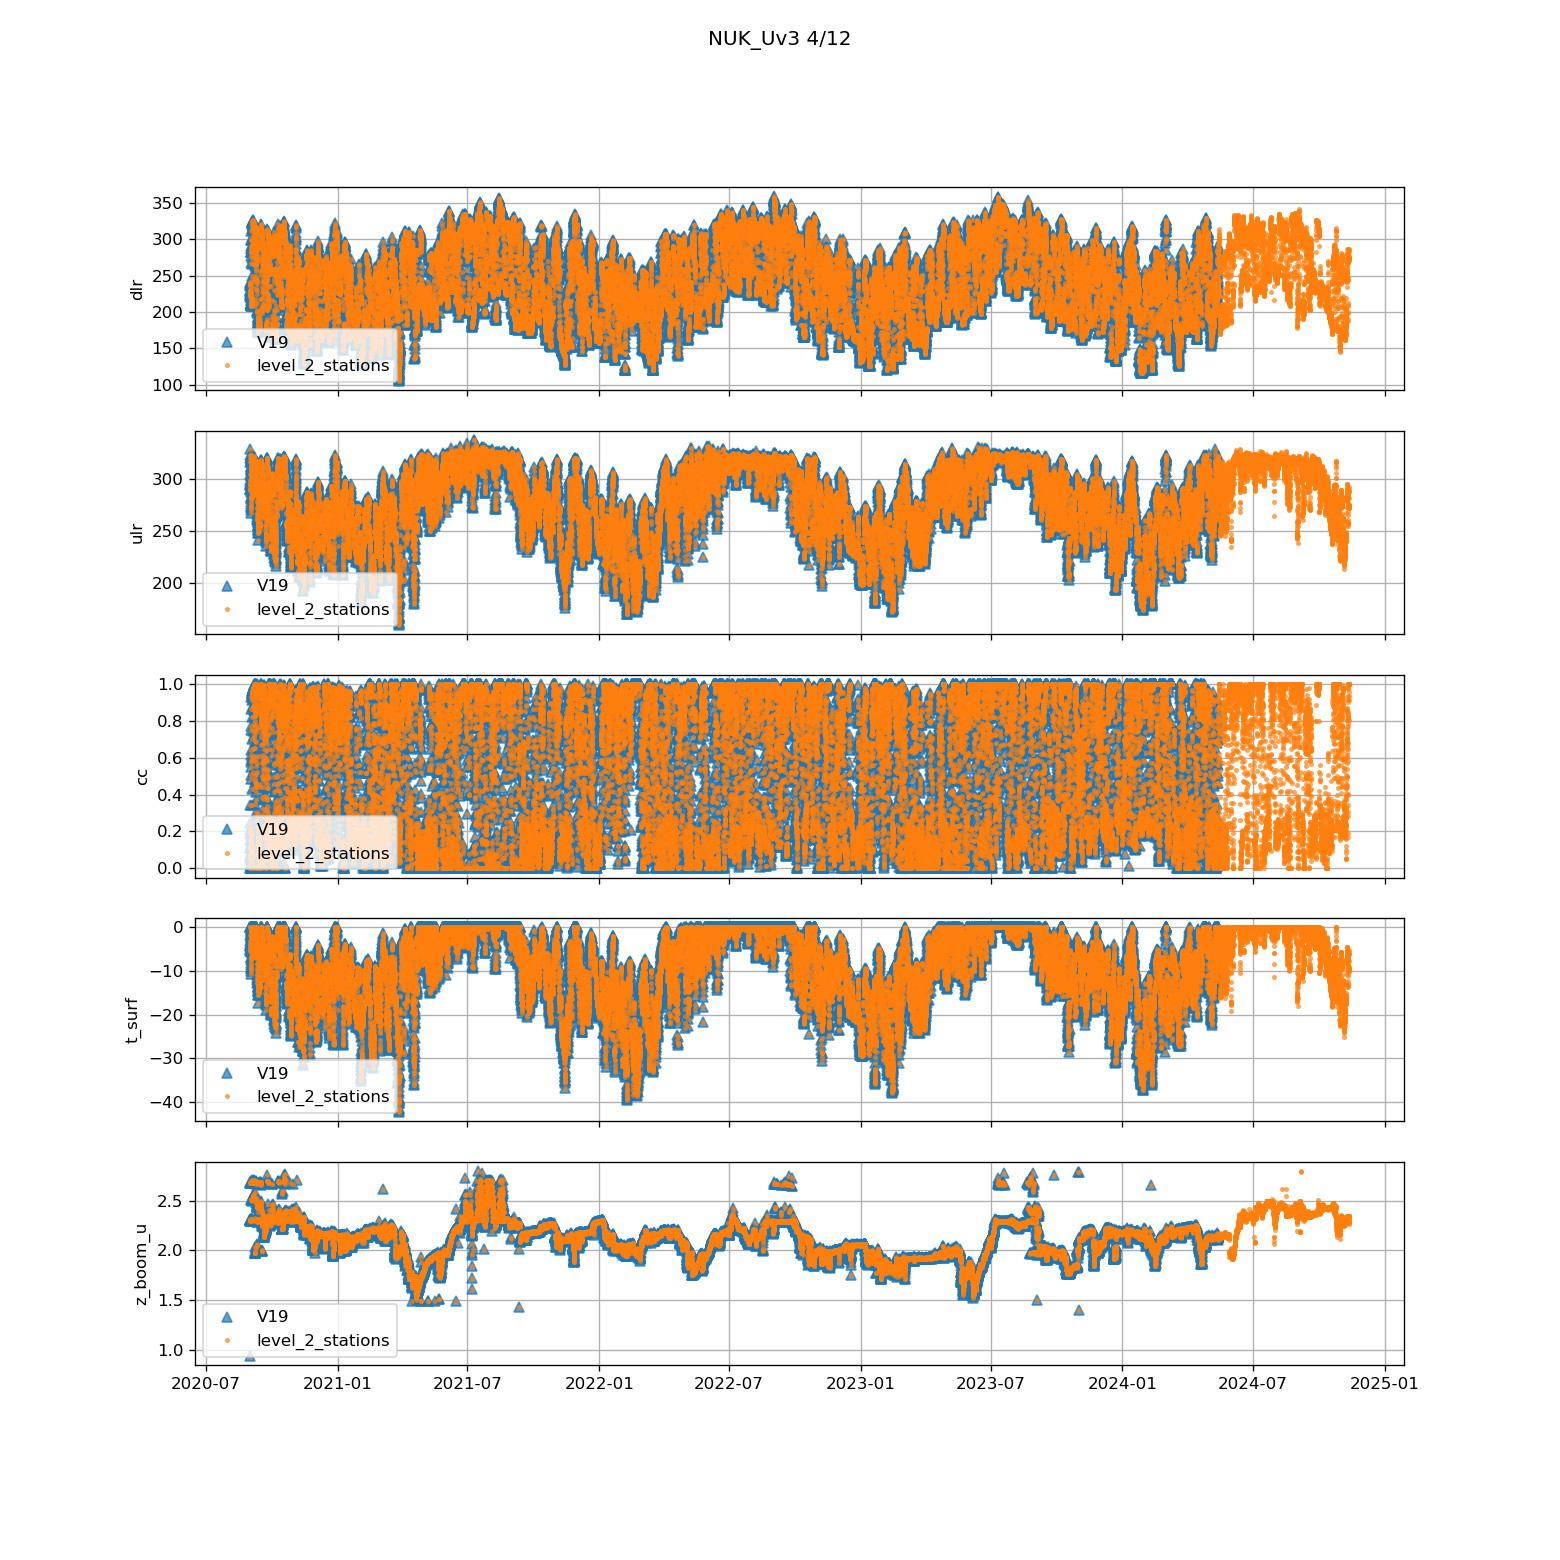 NUK_Uv3 4/12
350
300
250
200
150
100
dlr
V19
level_2_stations
300
250
200
ulr
V19
level_2_stations
1.0
0.8
0.6
0.4
0.2
0.0
cc
V19
level_2_stations
0
−10
−20
−30
−40
t_surf
V19
level_2_stations
2.5
2.0
1.5
1.0
z_boom_u
V19
level_2_stations
2020-07 2021-01 2021-07 2022-01 2022-07 2023-01 2023-07 2024-01 2024-07 2025-01